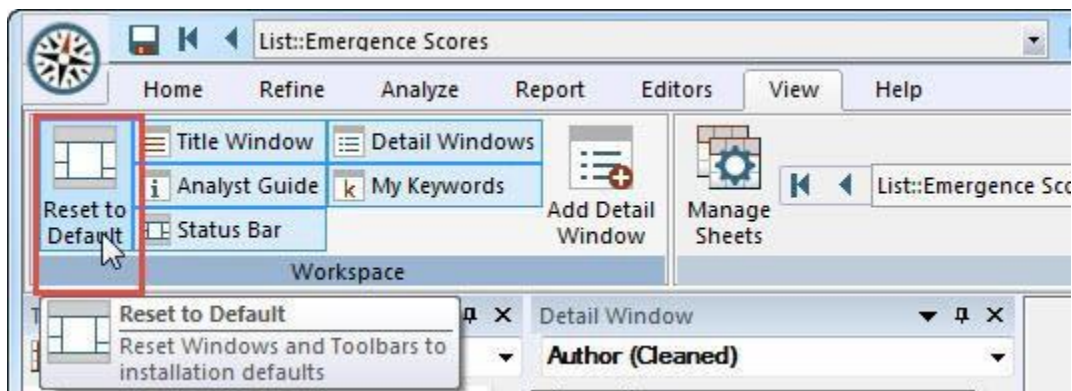 List::Emergence Scores
Home Refine Analyze Report Editors View Help
Title Window Detail Windows
Analyst Guide My Keywords
Status Bar
Reset to
Default
Add Detail
Window
Manage
Sheets
List::Emergence Sco
Workspace
Reset to Default
Reset Windows and Toolbars to
installation defaults
Detail Window
Author (Cleaned)